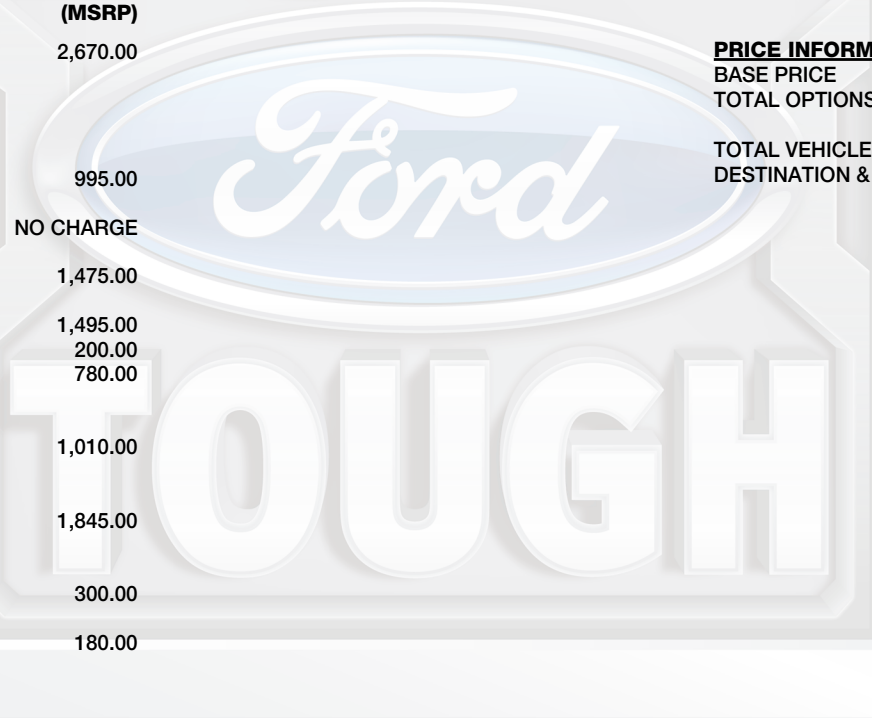 (MSRP)
2,670.00
995.00
NO CHARGE
1,475.00
1,495.00
200.00
780.00
1,010.00
1,845.00
300.00
180.00
PRICE INFORM
BASE PRICE
TOTAL OPTIONS
TOTAL VEHICLE
DESTINATION &
Ford
TOUGH